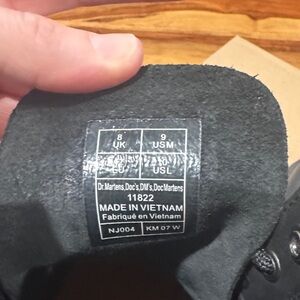 8 9
UK USM
EU USL
Dr.Martens,Doc's,DM's,DocMartens
11822
MADE IN VIETNAM
Fabriqué en Vietnam
NJ004 KM 07 W